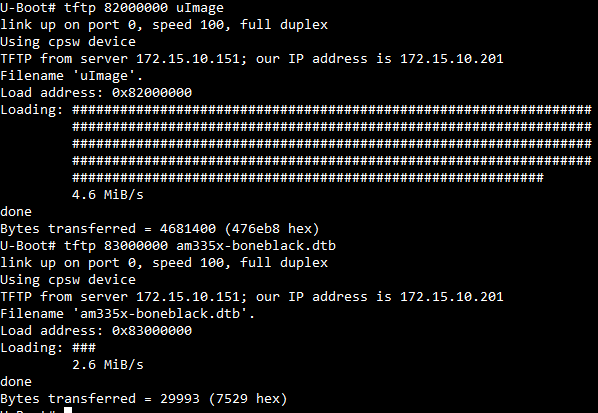 U-Boot# tftp 82000000 uImage
link up on port 0, speed 100, full duplex
Using cpsw device
TFTP from server 172.15.10.151; our IP address is 172.15.10.201
Filename 'uImage'.
Load address: 0x82000000
Loading: #################################################################
#################################################################
#################################################################
#################################################################
###########################################################
4.6 MiB/s
done
Bytes transferred = 4681400 (476eb8 hex)
U-Boot# tftp 83000000 am335x-boneblack.dtb
link up on port 0, speed 100, full duplex
Using cpsw device
TFTP from server 172.15.10.151; our IP address is 172.15.10.201
Filename 'am335x-boneblack.dtb'.
Load address: 0x83000000
Loading: ###
2.6 MiB/s
done
Bytes transferred = 29993 (7529 hex)
U-Boot#